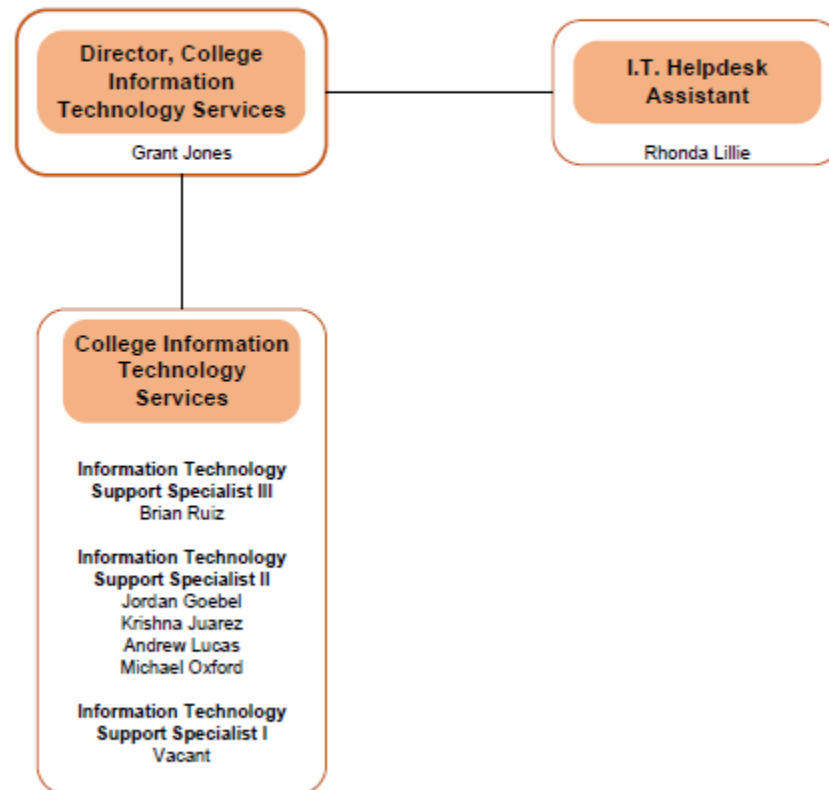 Director, College
Information
Technology Services
Grant Jones
I.T. Helpdesk
Assistant
Rhonda Lillie
College Information
Technology
Services
Information Technology
Support Specialist III
Brian Ruiz
Information Technology
Support Specialist II
Jordan Goebel
Krishna Juarez
Andrew Lucas
Michael Oxford
Information Technology
Support Specialist I
Vacant